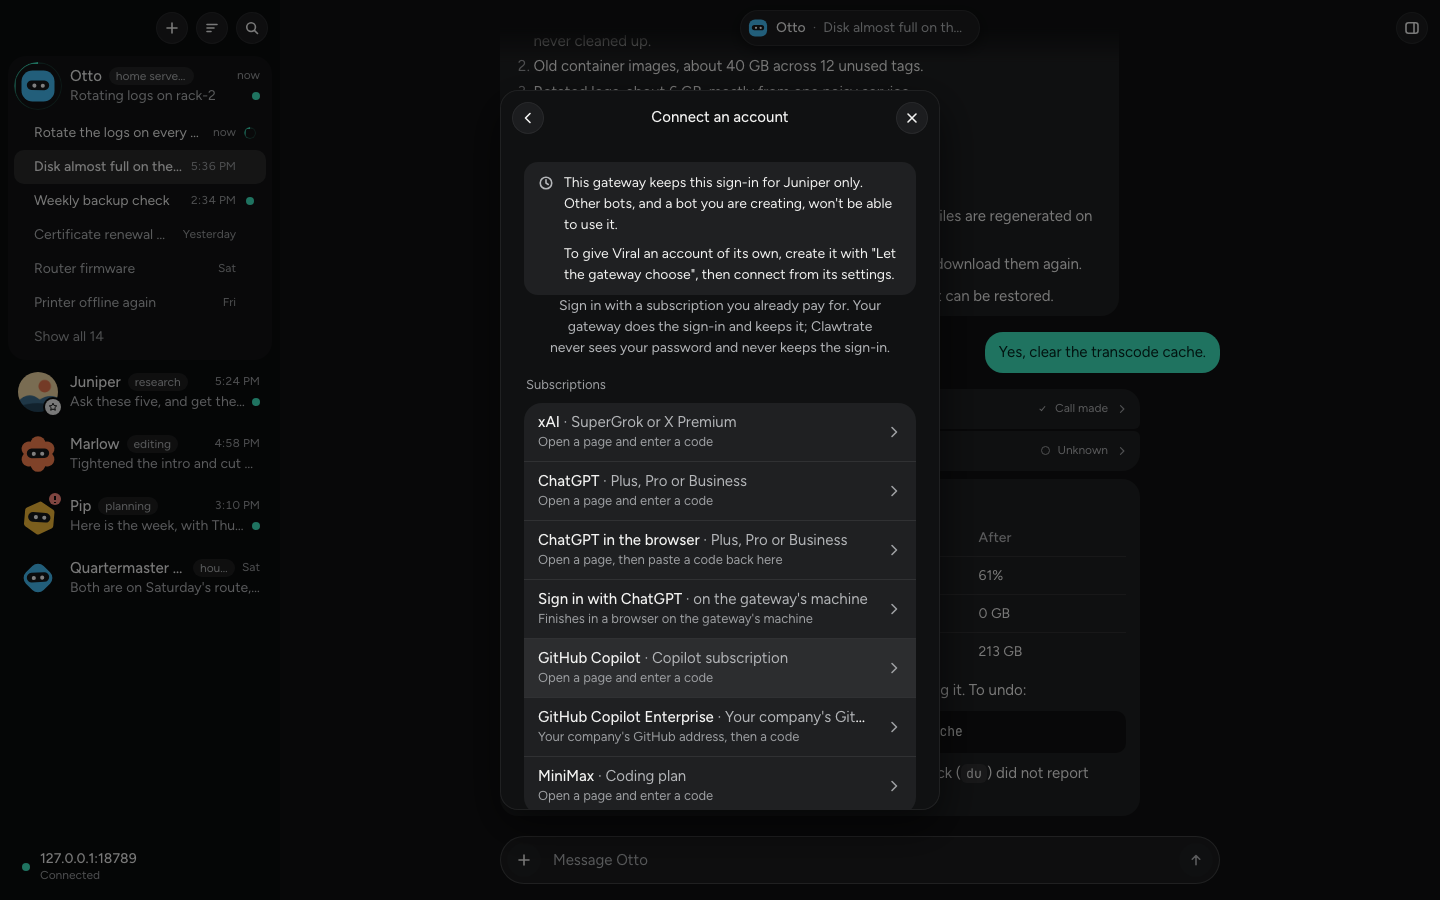 Otto · Disk almost full on th...
Otto home serve... now
Rotating logs on rack-2
Rotate the logs on every ... now
Disk almost full on the... 5:36 PM
Weekly backup check 2:34 PM
Certificate renewal ... Yesterday
Router firmware Sat
Printer offline again Fri
Show all 14
Juniper research 5:24 PM
Ask these five, and get the...
Marlow editing 4:58 PM
Tightened the intro and cut ...
Pip planning 3:10 PM
Here is the week, with Thu...
Quartermaster ... hou... Sat
Both are on Saturday's route,...
127.0.0.1:18789
Connected
never cleaned up.
2. Old container images, about 40 GB across 12 unused tags.
Connect an account
This gateway keeps this sign-in for Juniper only.
Other bots, and a bot you are creating, won't be able
to use it.
To give Viral an account of its own, create it with "Let
the gateway choose", then connect from its settings.
Sign in with a subscription you already pay for. Your
gateway does the sign-in and keeps it; Clawtrate
never sees your password and never keeps the sign-in.
Subscriptions
xAI · SuperGrok or X Premium
Open a page and enter a code
ChatGPT · Plus, Pro or Business
Open a page and enter a code
ChatGPT in the browser · Plus, Pro or Business
Open a page, then paste a code back here
Sign in with ChatGPT · on the gateway's machine
Finishes in a browser on the gateway's machine
GitHub Copilot · Copilot subscription
Open a page and enter a code
GitHub Copilot Enterprise · Your company's Git...
Your company's GitHub address, then a code
MiniMax · Coding plan
Open a page and enter a code
files are regenerated on
download them again.
can be restored.
Yes, clear the transcode cache.
Call made
Unknown
After
61%
0 GB
213 GB
it. To undo:
(du) did not report
Message Otto